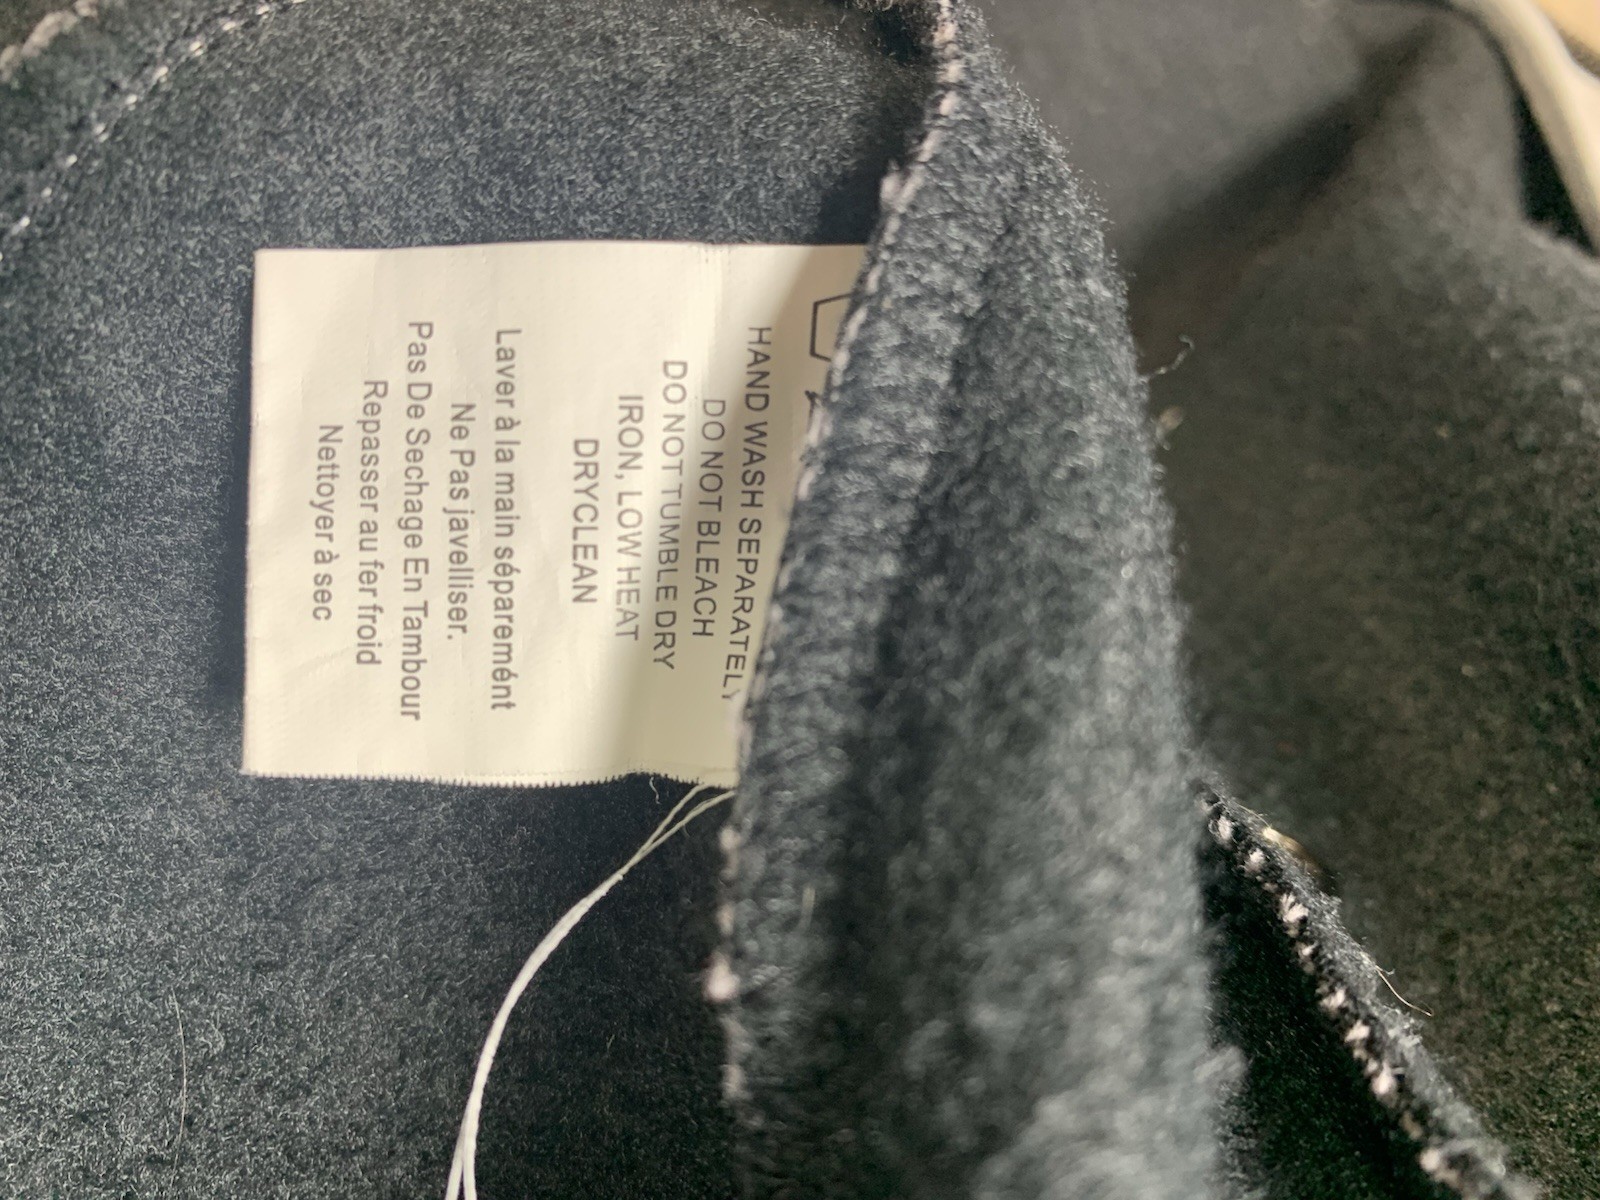 HAND WASH SEPARATELY
DO NOT BLEACH
DO NOT TUMBLE DRY
IRON, LOW HEAT
DRYCLEAN
Laver à la main séparemént
Ne Pas javelliser.
Pas De Sechage En Tambour
Repasser au fer froid
Nettoyer à sec